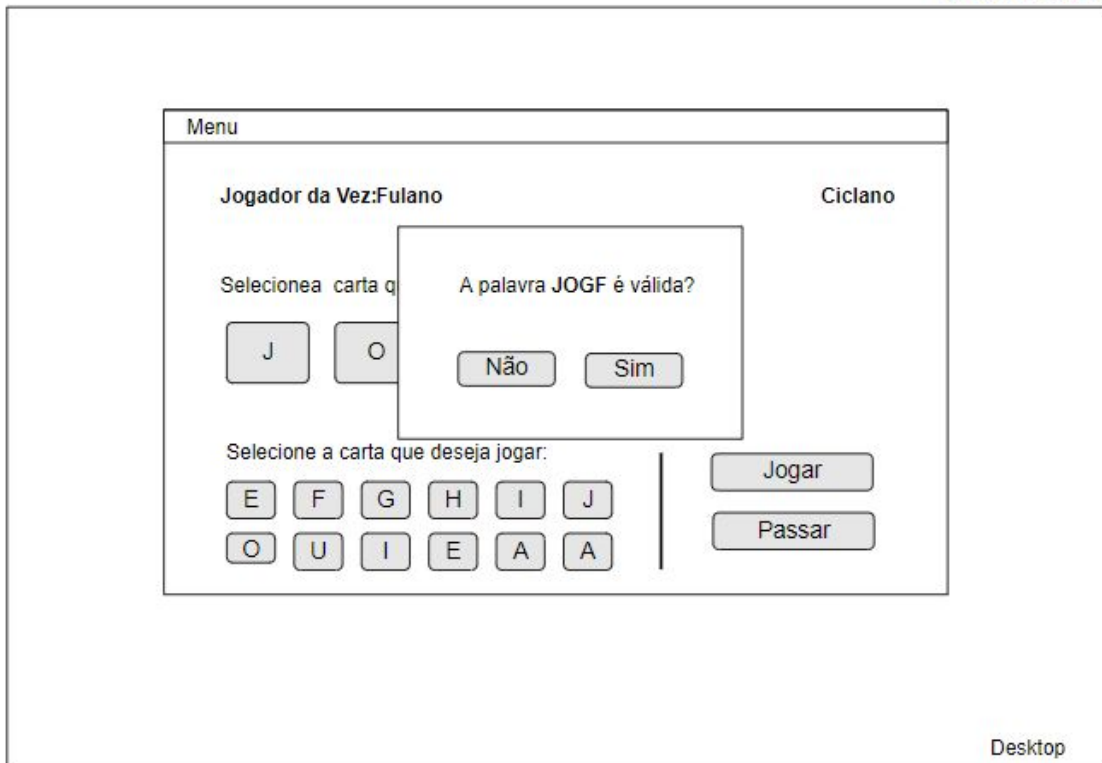 Menu
Jogador da Vez:Fulano
Ciclano
Selecionea carta q
A palavra JOGF é válida?
J
O
Não
Sim
Selecione a carta que deseja jogar:
E F G H I J
O U I E A A
Jogar
Passar
Desktop